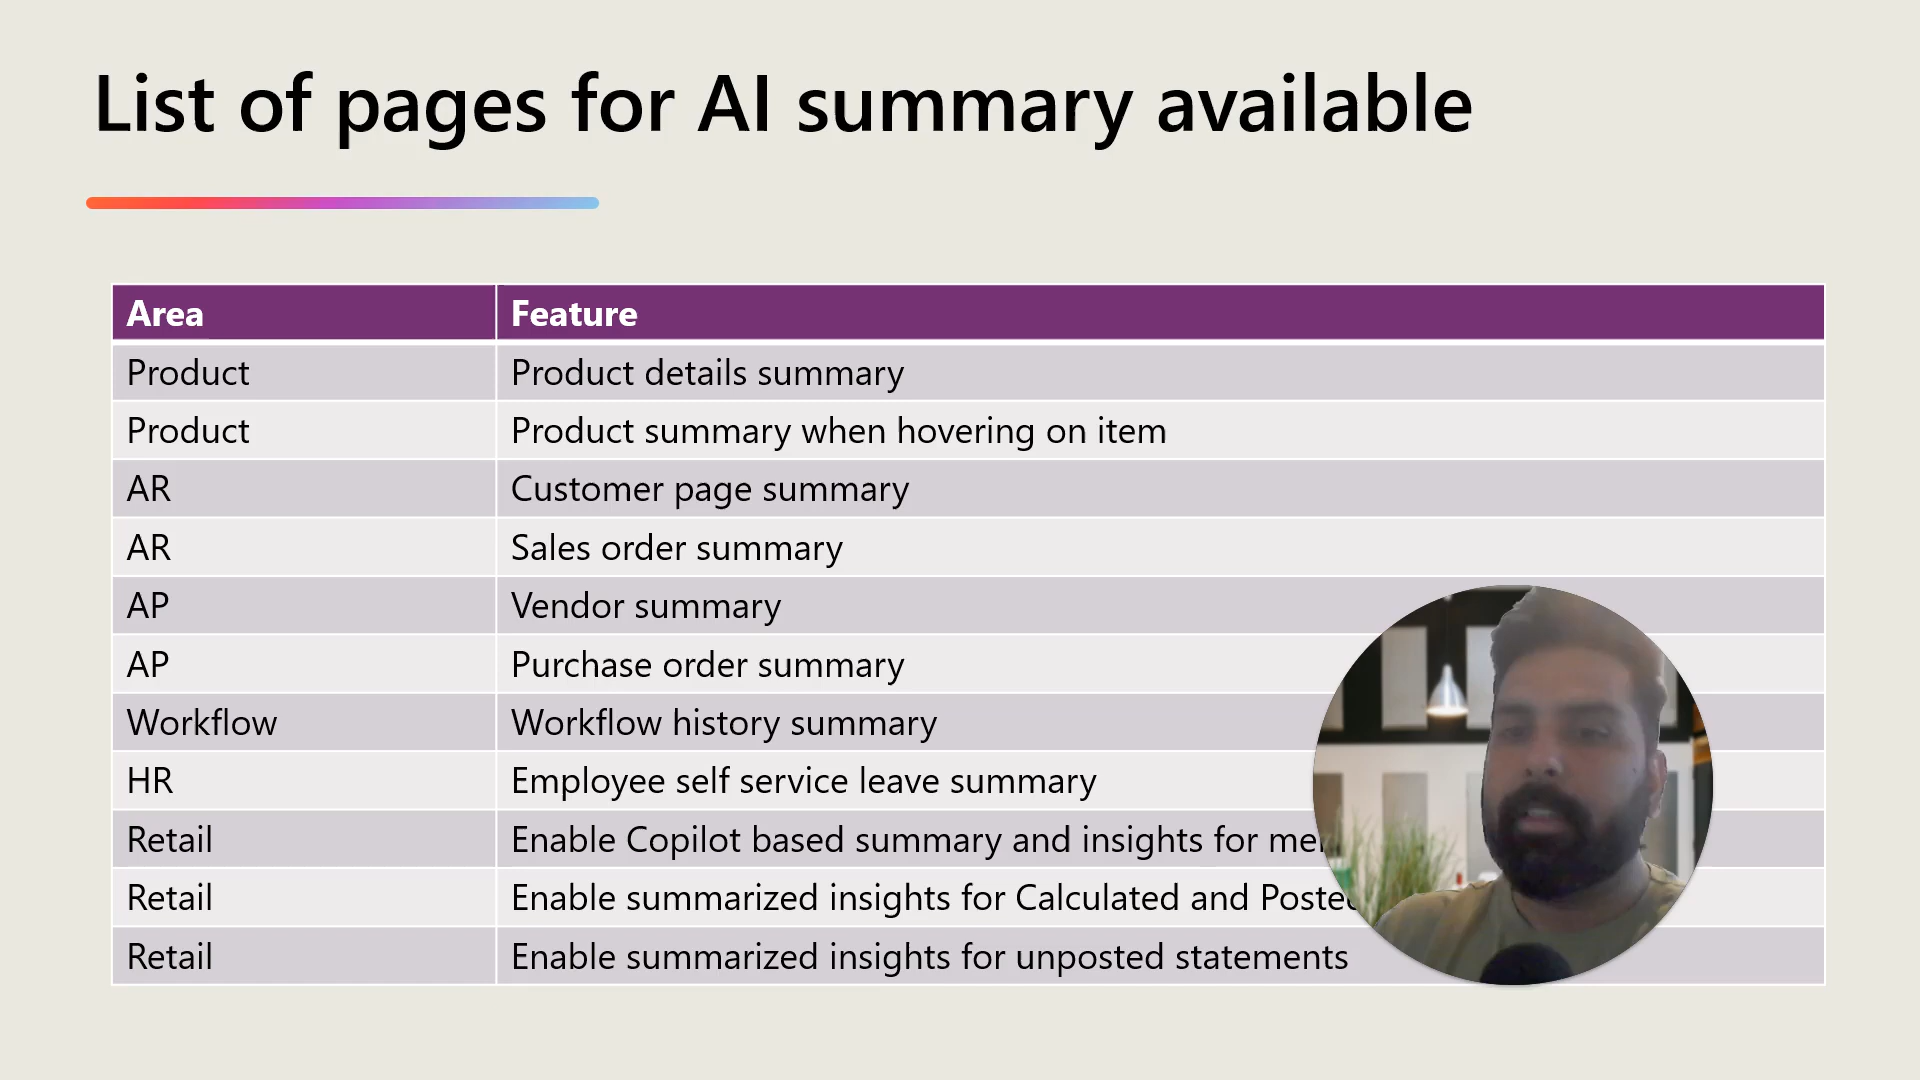 List of pages for AI summary available
Area Feature
Product Product details summary
Product Product summary when hovering on item
AR Customer page summary
AR Sales order summary
AP Vendor summary
AP Purchase order summary
Workflow Workflow history summary
HR Employee self service leave summary
Retail Enable Copilot based summary and insights for
Retail Enable summarized insights for Calculated and
Retail Enable summarized insights for unposted statements